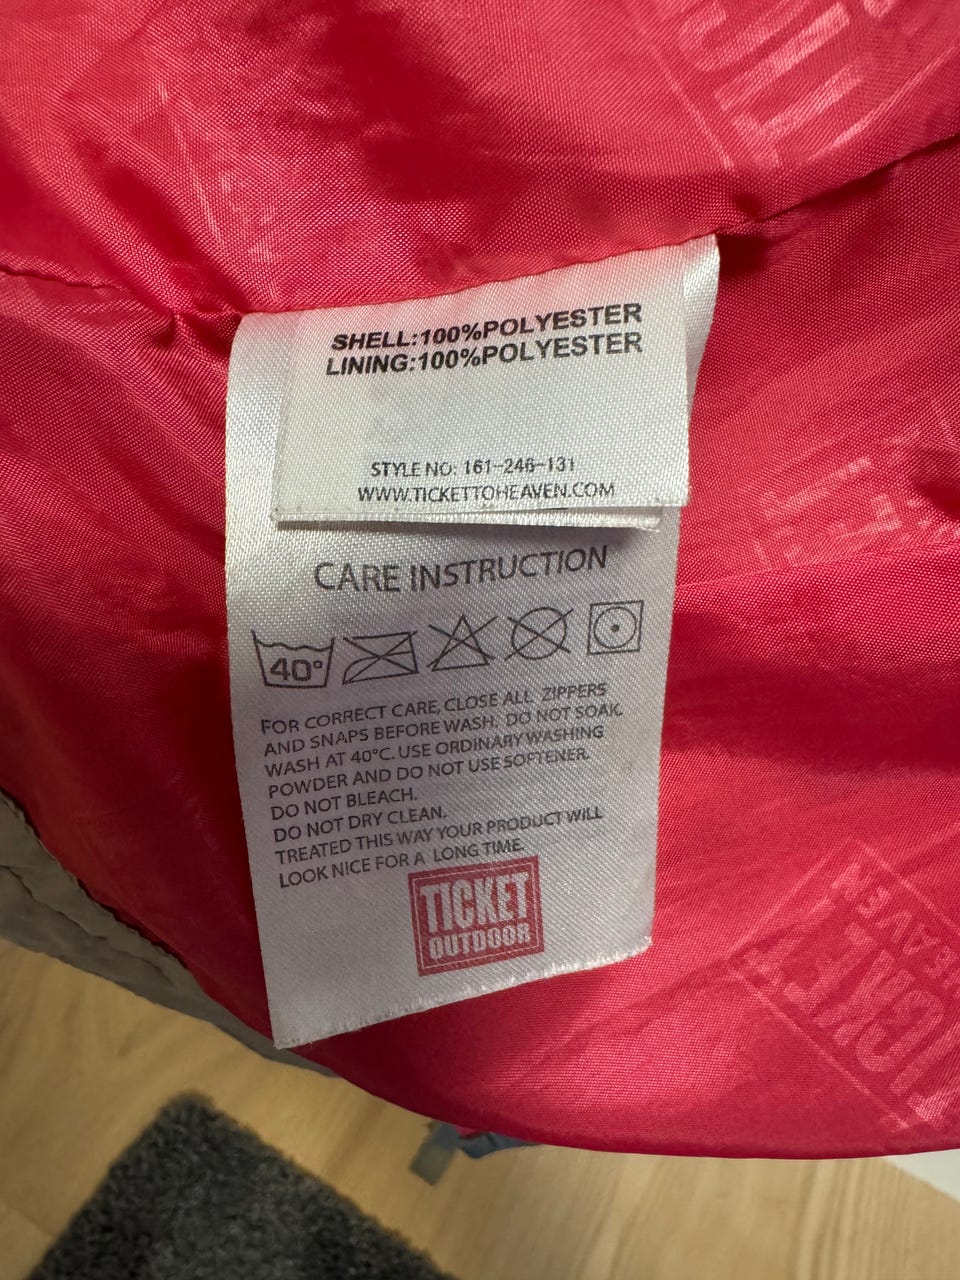 SHELL:100%POLYESTER
LINING:100%POLYESTER
STYLE NO: 161-246-131
WWW.TICKETTOHEAVEN.COM
CARE INSTRUCTION
40°
FOR CORRECT CARE, CLOSE ALL ZIPPERS
AND SNAPS BEFORE WASH. DO NOT SOAK.
WASH AT 40°C. USE ORDINARY WASHING
POWDER AND DO NOT USE SOFTENER.
DO NOT BLEACH.
DO NOT DRY CLEAN.
TREATED THIS WAY YOUR PRODUCT WILL
LOOK NICE FOR A LONG TIME.
TICKET
OUTDOOR